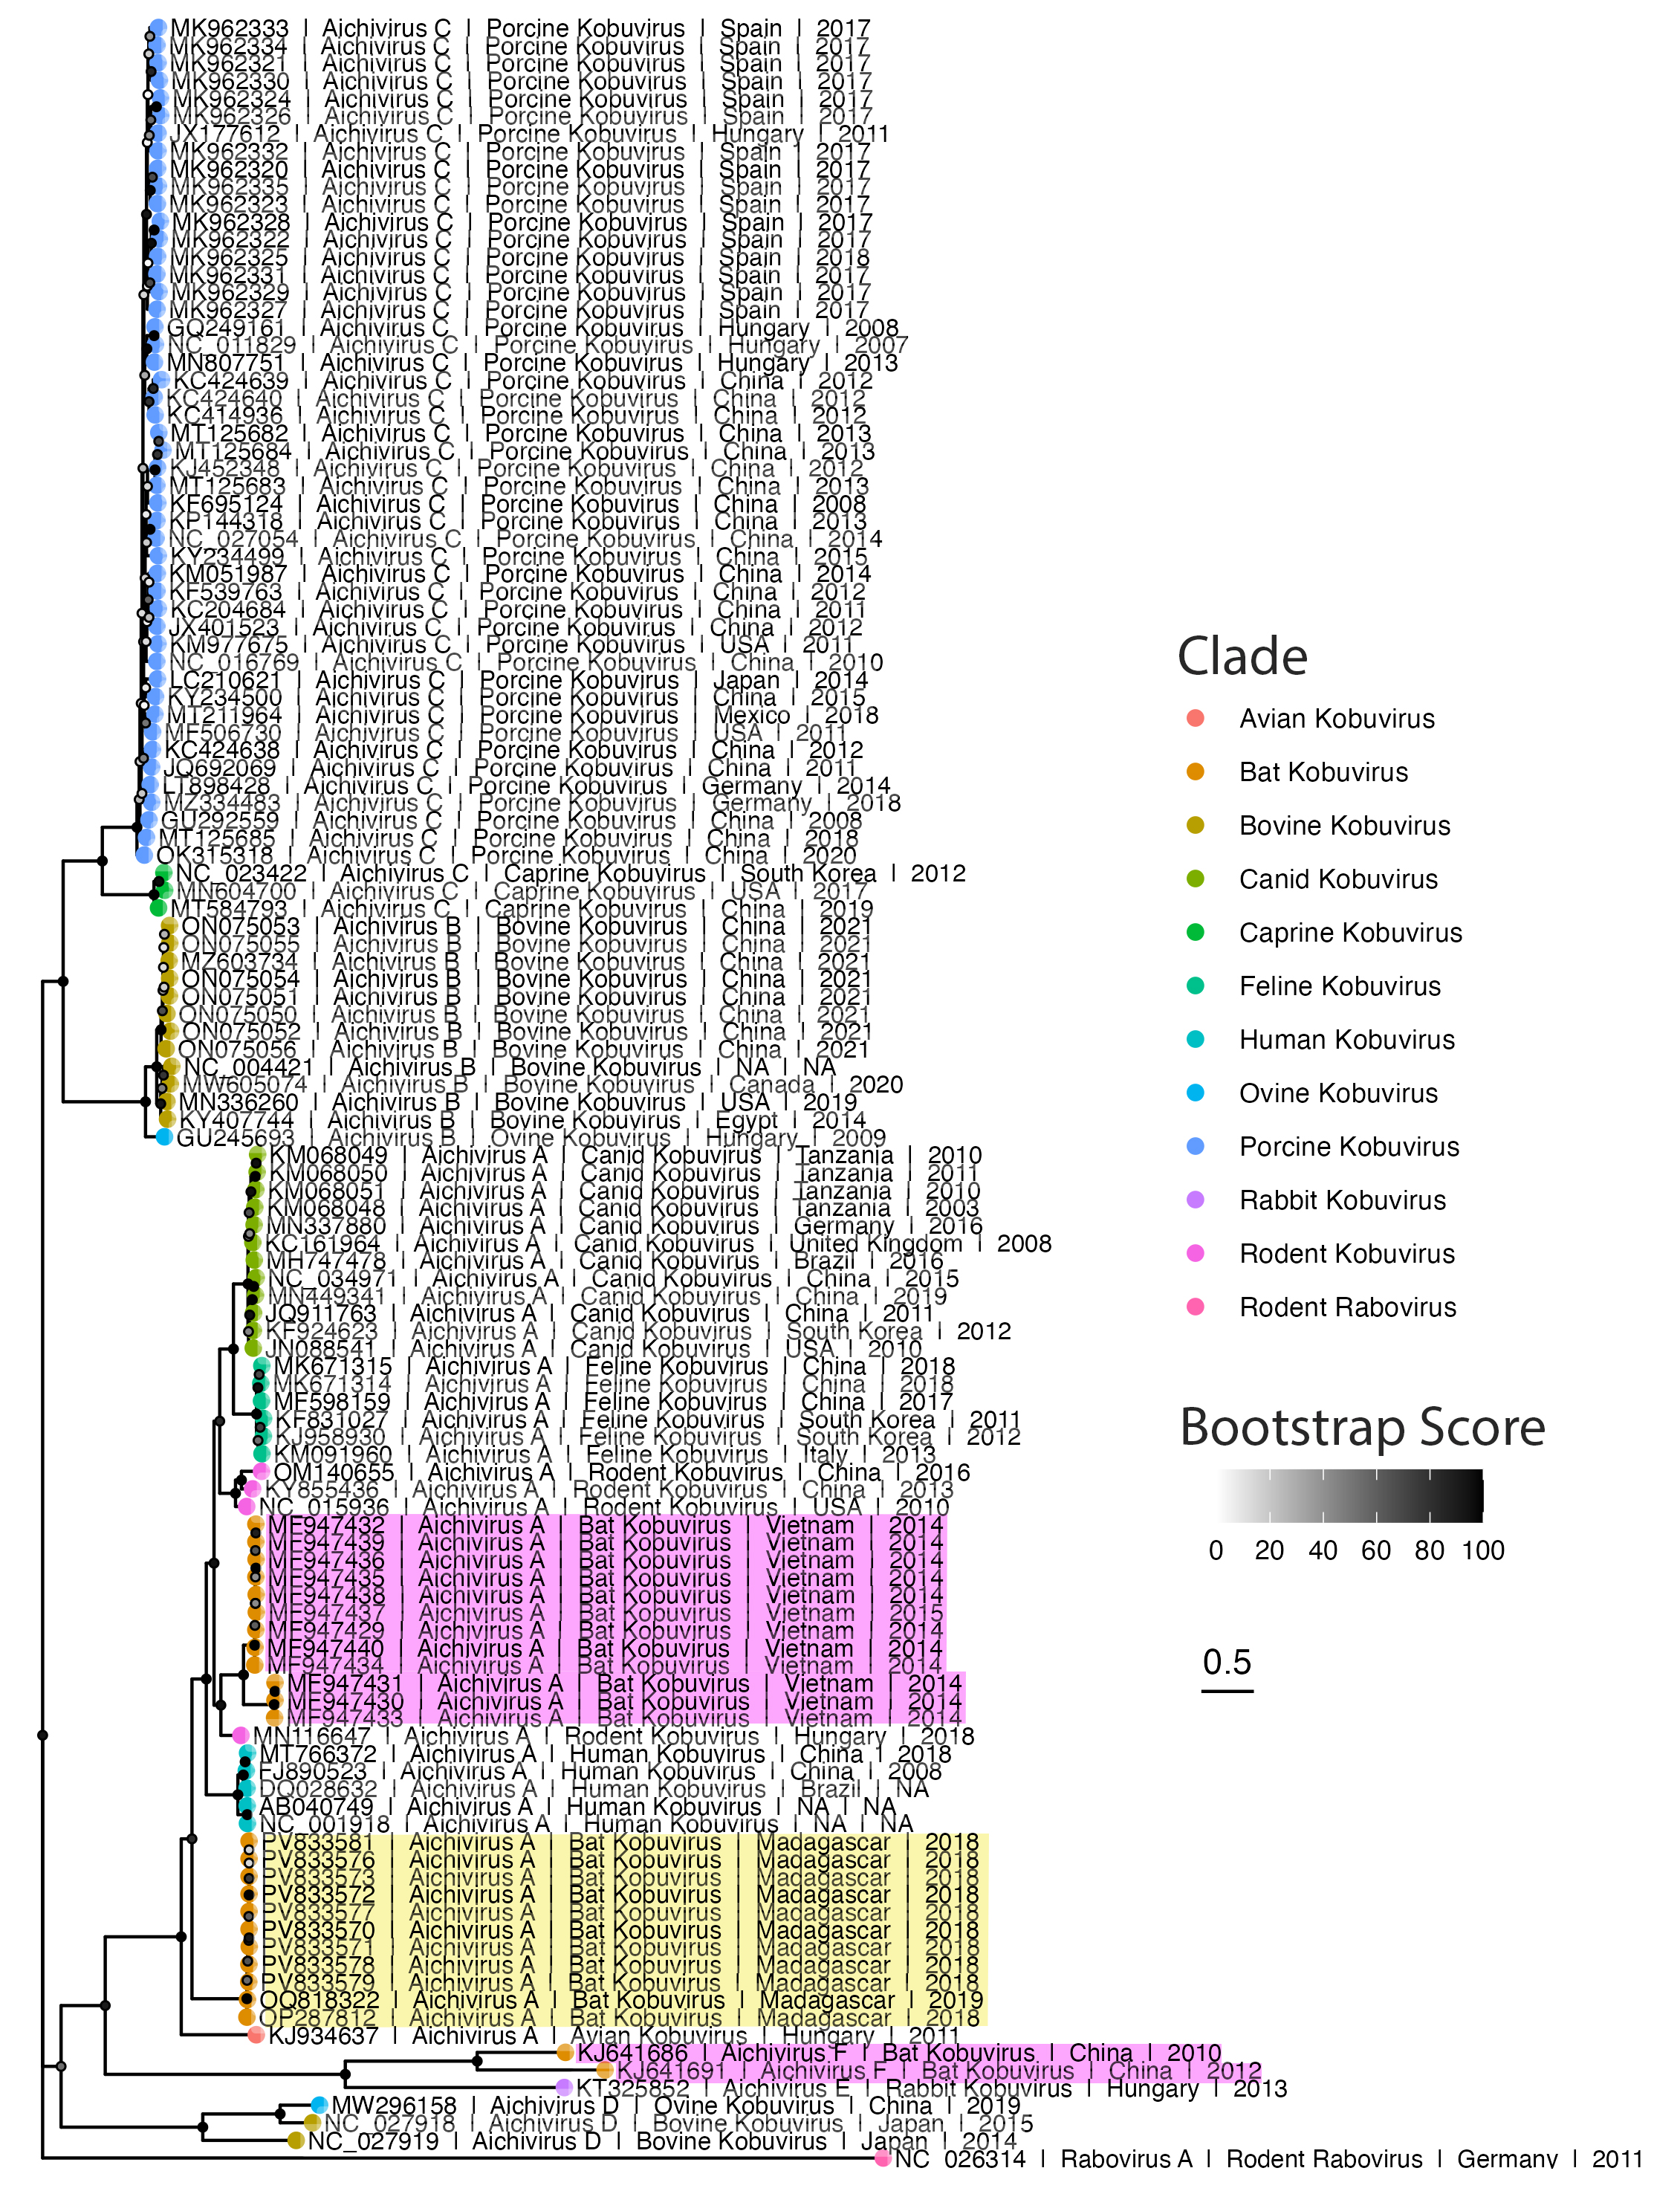 MK962333 | Aichivirus C | Porcine Kobuvirus | Spain | 2017
MK962334 | Aichivirus C | Porcine Kobuvirus | Spain | 2017
MK962321 | Aichivirus C | Porcine Kobuvirus | Spain | 2017
MK962330 | Aichivirus C | Porcine Kobuvirus | Spain | 2017
MK962324 | Aichivirus C | Porcine Kobuvirus | Spain | 2017
MK962326 | Aichivirus C | Porcine Kobuvirus | Spain | 2017
JX177612 | Aichivirus C | Porcine Kobuvirus | Hungary | 2011
MK962332 | Aichivirus C | Porcine Kobuvirus | Spain | 2017
MK962320 | Aichivirus C | Porcine Kobuvirus | Spain | 2017
MK962335 | Aichivirus C | Porcine Kobuvirus | Spain | 2017
MK962323 | Aichivirus C | Porcine Kobuvirus | Spain | 2017
MK962328 | Aichivirus C | Porcine Kobuvirus | Spain | 2017
MK962322 | Aichivirus C | Porcine Kobuvirus | Spain | 2017
MK962325 | Aichivirus C | Porcine Kobuvirus | Spain | 2018
MK962331 | Aichivirus C | Porcine Kobuvirus | Spain | 2017
MK962329 | Aichivirus C | Porcine Kobuvirus | Spain | 2017
MK962327 | Aichivirus C | Porcine Kobuvirus | Spain | 2017
GQ249161 | Aichivirus C | Porcine Kobuvirus | Hungary | 2008
NC_011829 | Aichivirus C | Porcine Kobuvirus | Hungary | 2007
MN807751 | Aichivirus C | Porcine Kobuvirus | Hungary | 2013
KC424639 | Aichivirus C | Porcine Kobuvirus | China | 2012
KC424640 | Aichivirus C | Porcine Kobuvirus | China | 2012
KC414936 | Aichivirus C | Porcine Kobuvirus | China | 2012
MT125682 | Aichivirus C | Porcine Kobuvirus | China | 2013
MT125684 | Aichivirus C | Porcine Kobuvirus | China | 2013
KJ452348 | Aichivirus C | Porcine Kobuvirus | China | 2012
MT125683 | Aichivirus C | Porcine Kobuvirus | China | 2013
KF695124 | Aichivirus C | Porcine Kobuvirus | China | 2008
KP144318 | Aichivirus C | Porcine Kobuvirus | China | 2013
NC_027054 | Aichivirus C | Porcine Kobuvirus | China | 2014
KY234499 | Aichivirus C | Porcine Kobuvirus | China | 2015
KM051987 | Aichivirus C | Porcine Kobuvirus | China | 2014
KF539763 | Aichivirus C | Porcine Kobuvirus | China | 2012
KC204684 | Aichivirus C | Porcine Kobuvirus | China | 2011
JX401523 | Aichivirus C | Porcine Kobuvirus | China | 2012
KM977675 | Aichivirus C | Porcine Kobuvirus | USA | 2011
NC_016769 | Aichivirus C | Porcine Kobuvirus | China | 2010
LC210621 | Aichivirus C | Porcine Kobuvirus | Japan | 2014
KY234500 | Aichivirus C | Porcine Kobuvirus | China | 2015
MT211964 | Aichivirus C | Porcine Kobuvirus | Mexico | 2018
MF506730 | Aichivirus C | Porcine Kobuvirus | USA | 2011
KC424638 | Aichivirus C | Porcine Kobuvirus | China | 2012
JQ692069 | Aichivirus C | Porcine Kobuvirus | China | 2011
LT898428 | Aichivirus C | Porcine Kobuvirus | Germany | 2014
MZ334483 | Aichivirus C | Porcine Kobuvirus | Germany | 2018
GU292559 | Aichivirus C | Porcine Kobuvirus | China | 2008
MT125685 | Aichivirus C | Porcine Kobuvirus | China | 2018
OK315318 | Aichivirus C | Porcine Kobuvirus | China | 2020
NC_023422 | Aichivirus C | Caprine Kobuvirus | South Korea | 2012
MN604700 | Aichivirus C | Caprine Kobuvirus | USA | 2017
MT584793 | Aichivirus C | Caprine Kobuvirus | China | 2019
ON075053 | Aichivirus B | Bovine Kobuvirus | China | 2021
ON075055 | Aichivirus B | Bovine Kobuvirus | China | 2021
MZ603734 | Aichivirus B | Bovine Kobuvirus | China | 2021
ON075054 | Aichivirus B | Bovine Kobuvirus | China | 2021
ON075051 | Aichivirus B | Bovine Kobuvirus | China | 2021
ON075050 | Aichivirus B | Bovine Kobuvirus | China | 2021
ON075052 | Aichivirus B | Bovine Kobuvirus | China | 2021
ON075056 | Aichivirus B | Bovine Kobuvirus | China | 2021
NC_004421 | Aichivirus B | Bovine Kobuvirus | NA | NA
MW605074 | Aichivirus B | Bovine Kobuvirus | Canada | 2020
MN336260 | Aichivirus B | Bovine Kobuvirus | USA | 2019
KY407744 | Aichivirus B | Bovine Kobuvirus | Egypt | 2014
GU245693 | Aichivirus B | Ovine Kobuvirus | Hungary | 2009
KM068049 | Aichivirus A | Canid Kobuvirus | Tanzania | 2010
KM068050 | Aichivirus A | Canid Kobuvirus | Tanzania | 2011
KM068051 | Aichivirus A | Canid Kobuvirus | Tanzania | 2010
KM068048 | Aichivirus A | Canid Kobuvirus | Tanzania | 2003
MN337880 | Aichivirus A | Canid Kobuvirus | Germany | 2016
KC161964 | Aichivirus A | Canid Kobuvirus | United Kingdom | 2008
MH747478 | Aichivirus A | Canid Kobuvirus | Brazil | 2016
NC_034971 | Aichivirus A | Canid Kobuvirus | China | 2015
MN449341 | Aichivirus A | Canid Kobuvirus | China | 2019
JQ911763 | Aichivirus A | Canid Kobuvirus | China | 2011
KF924623 | Aichivirus A | Canid Kobuvirus | South Korea | 2012
JN088541 | Aichivirus A | Canid Kobuvirus | USA | 2010
MK671315 | Aichivirus A | Feline Kobuvirus | China | 2018
MK671314 | Aichivirus A | Feline Kobuvirus | China | 2018
MF598159 | Aichivirus A | Feline Kobuvirus | China | 2017
KF831027 | Aichivirus A | Feline Kobuvirus | South Korea | 2011
KJ958930 | Aichivirus A | Feline Kobuvirus | South Korea | 2012
KM091960 | Aichivirus A | Feline Kobuvirus | Italy | 2013
OM140655 | Aichivirus A | Rodent Kobuvirus | China | 2016
KY855436 | Aichivirus A | Rodent Kobuvirus | China | 2013
NC_015936 | Aichivirus A | Rodent Kobuvirus | USA | 2010
MF947432 | Aichivirus A | Bat Kobuvirus | Vietnam | 2014
MF947439 | Aichivirus A | Bat Kobuvirus | Vietnam | 2014
MF947436 | Aichivirus A | Bat Kobuvirus | Vietnam | 2014
MF947435 | Aichivirus A | Bat Kobuvirus | Vietnam | 2014
MF947438 | Aichivirus A | Bat Kobuvirus | Vietnam | 2014
MF947437 | Aichivirus A | Bat Kobuvirus | Vietnam | 2015
MF947429 | Aichivirus A | Bat Kobuvirus | Vietnam | 2014
MF947440 | Aichivirus A | Bat Kobuvirus | Vietnam | 2014
MF947434 | Aichivirus A | Bat Kobuvirus | Vietnam | 2014
MF947431 | Aichivirus A | Bat Kobuvirus | Vietnam | 2014
MF947430 | Aichivirus A | Bat Kobuvirus | Vietnam | 2014
MF947433 | Aichivirus A | Bat Kobuvirus | Vietnam | 2014
MN116647 | Aichivirus A | Rodent Kobuvirus | Hungary | 2018
MT766372 | Aichivirus A | Human Kobuvirus | China | 2018
FJ890523 | Aichivirus A | Human Kobuvirus | China | 2008
DQ028632 | Aichivirus A | Human Kobuvirus | Brazil | NA
AB040749 | Aichivirus A | Human Kobuvirus | NA | NA
NC_001918 | Aichivirus A | Human Kobuvirus | NA | NA
PV833581 | Aichivirus A | Bat Kobuvirus | Madagascar | 2018
PV833576 | Aichivirus A | Bat Kobuvirus | Madagascar | 2018
PV833573 | Aichivirus A | Bat Kobuvirus | Madagascar | 2018
PV833572 | Aichivirus A | Bat Kobuvirus | Madagascar | 2018
PV833577 | Aichivirus A | Bat Kobuvirus | Madagascar | 2018
PV833570 | Aichivirus A | Bat Kobuvirus | Madagascar | 2018
PV833571 | Aichivirus A | Bat Kobuvirus | Madagascar | 2018
PV833578 | Aichivirus A | Bat Kobuvirus | Madagascar | 2018
PV833579 | Aichivirus A | Bat Kobuvirus | Madagascar | 2018
OQ818322 | Aichivirus A | Bat Kobuvirus | Madagascar | 2019
OP287812 | Aichivirus A | Bat Kobuvirus | Madagascar | 2018
KJ934637 | Aichivirus A | Avian Kobuvirus | Hungary | 2011
KJ641686 | Aichivirus F | Bat Kobuvirus | China | 2010
KJ641691 | Aichivirus F | Bat Kobuvirus | China | 2012
KT325852 | Aichivirus E | Rabbit Kobuvirus | Hungary | 2013
MW296158 | Aichivirus D | Ovine Kobuvirus | China | 2019
NC_027918 | Aichivirus D | Bovine Kobuvirus | Japan | 2015
NC_027919 | Aichivirus D | Bovine Kobuvirus | Japan | 2014
NC_026314 | Rabovirus A | Rodent Rabovirus | Germany | 2011
Clade
Avian Kobuvirus
Bat Kobuvirus
Bovine Kobuvirus
Canid Kobuvirus
Caprine Kobuvirus
Feline Kobuvirus
Human Kobuvirus
Ovine Kobuvirus
Porcine Kobuvirus
Rabbit Kobuvirus
Rodent Kobuvirus
Rodent Rabovirus
Bootstrap Score
0 20 40 60 80 100
0.5